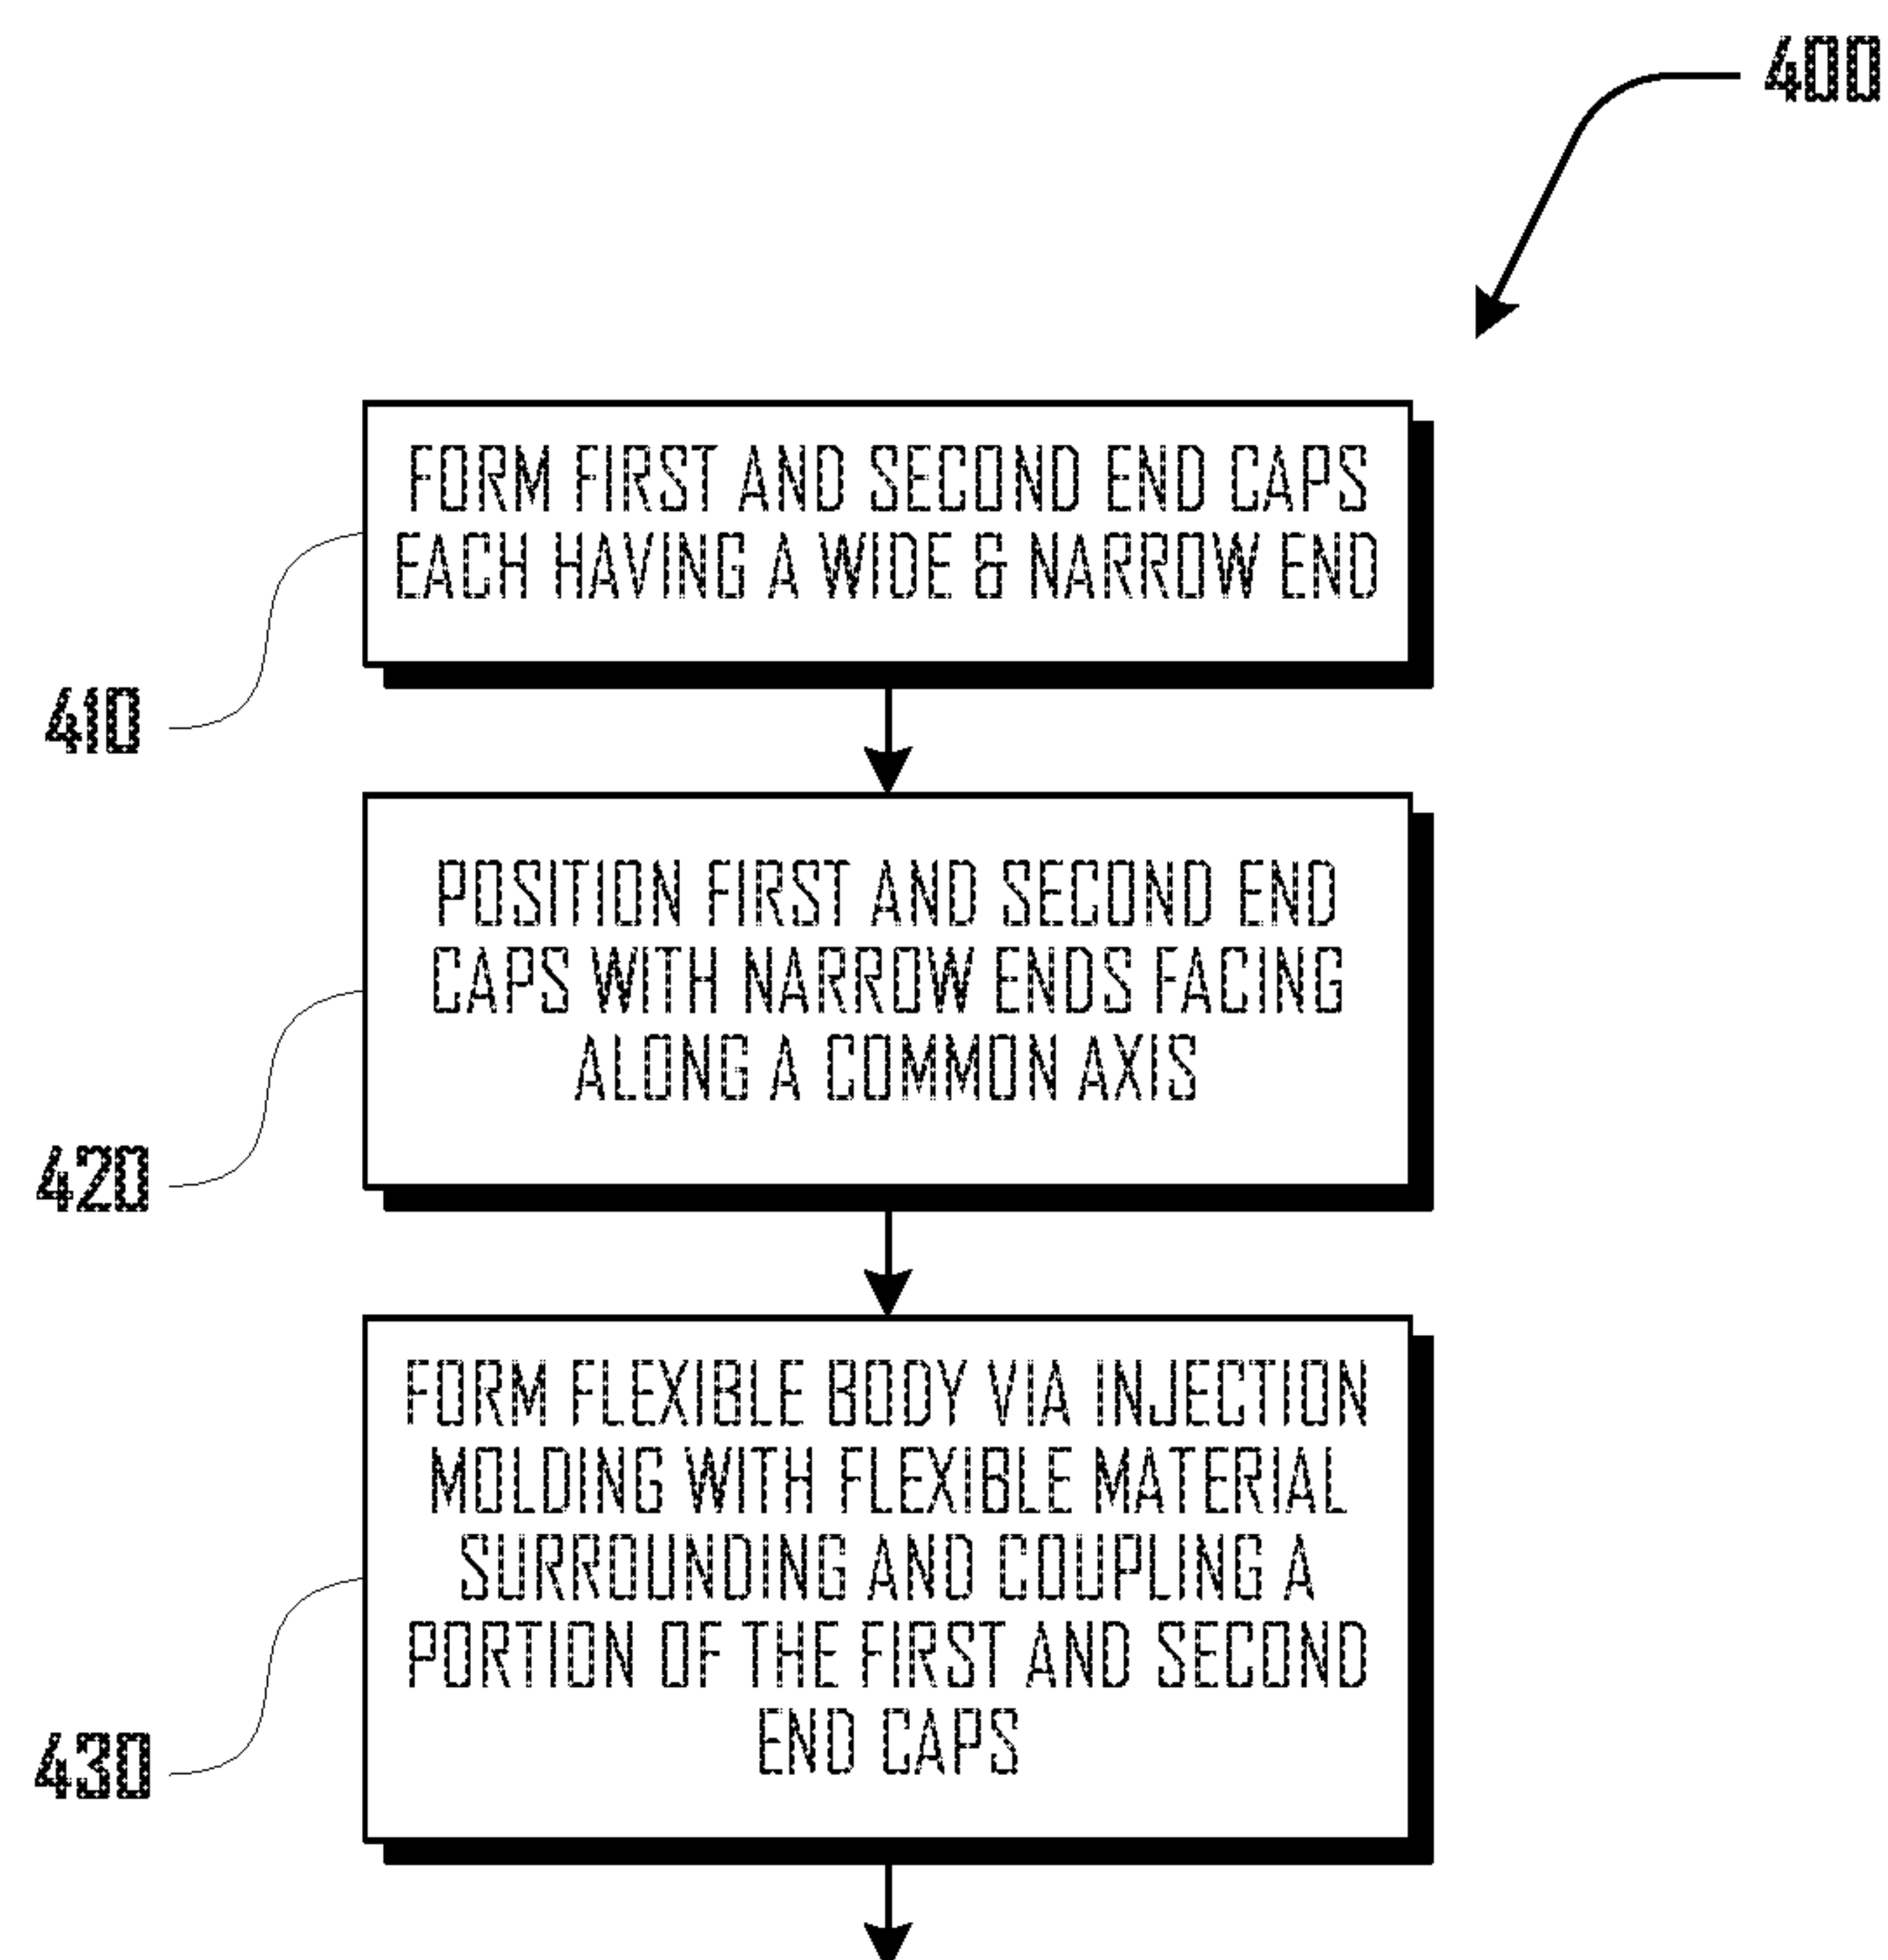 400
FORM FIRST AND SECOND END CAPS
EACH HAVING A WIDE & NARROW END
410
POSITION FIRST AND SECOND END
CAPS WITH NARROW ENDS FACING
ALONG A COMMON AXIS
420
FORM FLEXIBLE BODY VIA INJECTION
MOLDING WITH FLEXIBLE MATERIAL
SURROUNDING AND COUPLING A
PORTION OF THE FIRST AND SECOND
END CAPS
430